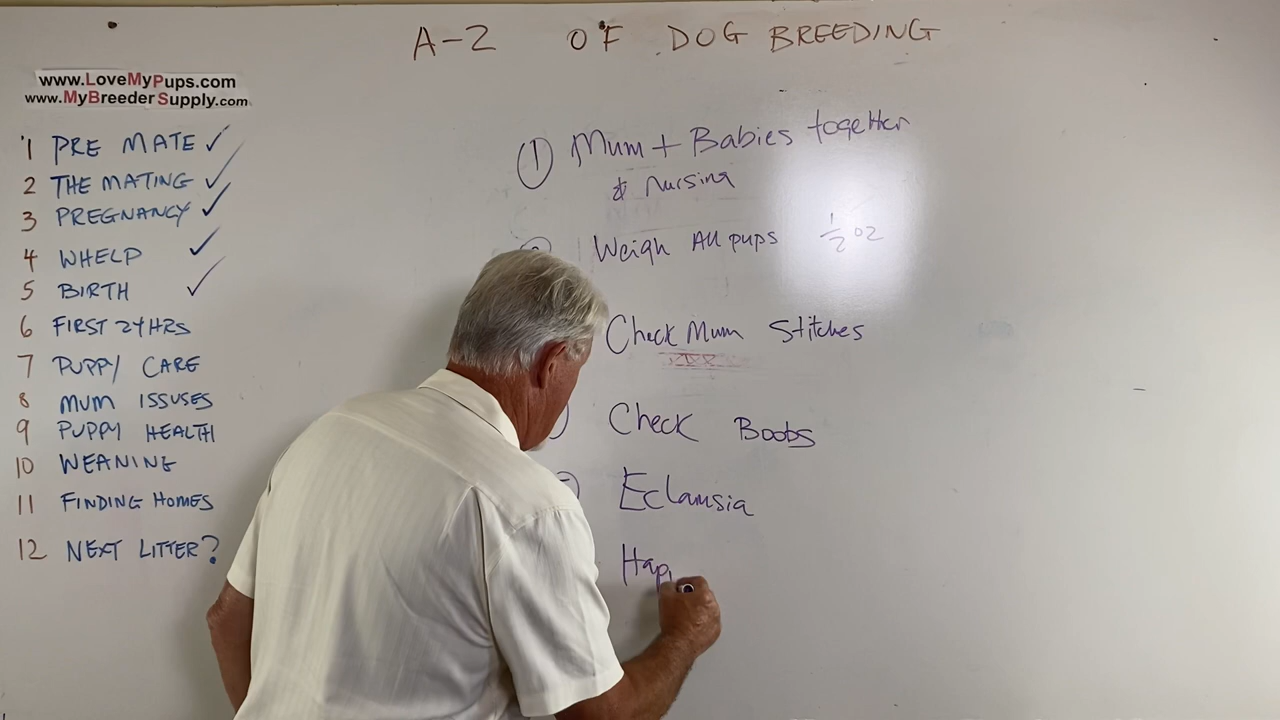 A-Z OF DOG BREEDING
www.LoveMyPups.com
www.MyBreederSupply.com
1 PRE MATE ✓
2 THE MATING ✓
3 PREGNANCY ✓
4 WHELP ✓
5 BIRTH ✓
6 FIRST 24HRS
7 PUPPY CARE
8 MUM ISSUSES
9 PUPPY HEALTH
10 WEANING
11 FINDING HOMES
12 NEXT LITTER?
1 Mum + Babies together
& nursing
Weigh All pups 1/2 oz
Check Mum Stitches
Check Boobs
Eclamsia
Hap